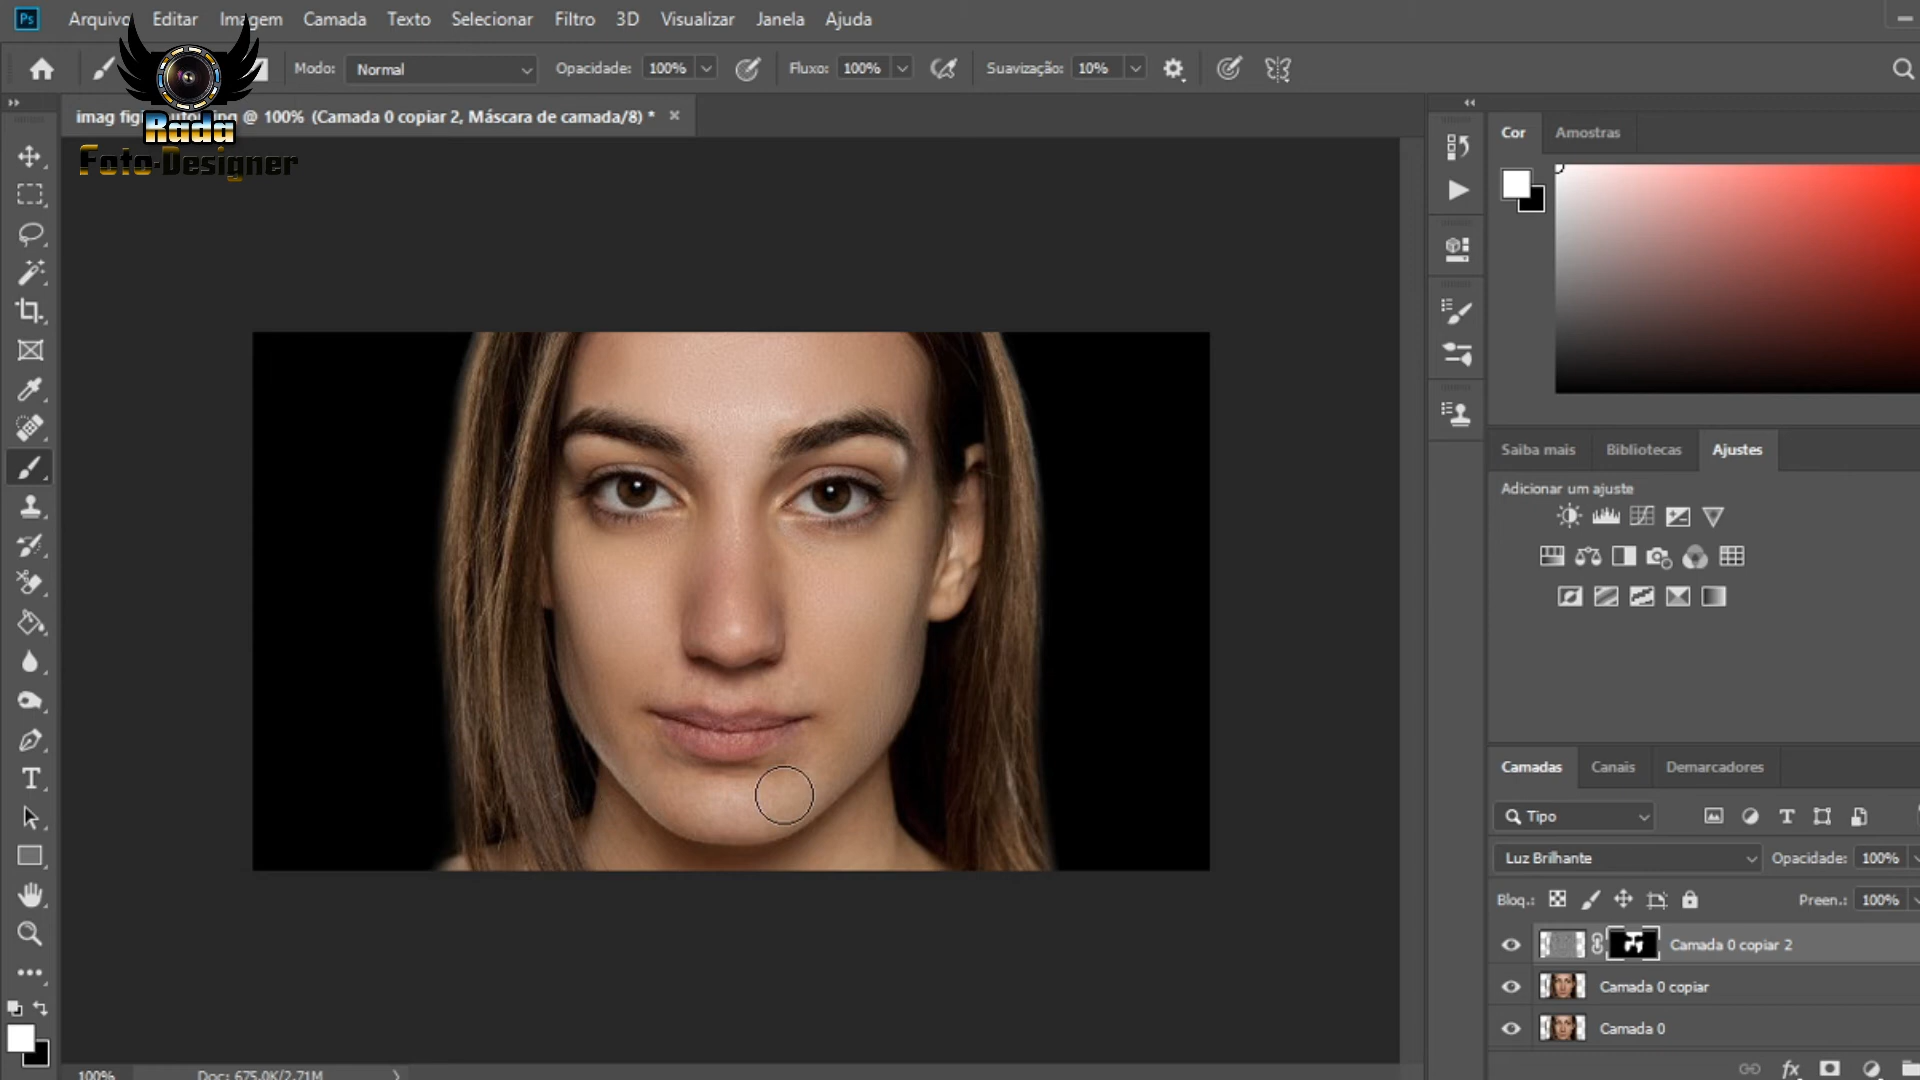 Ps Arquivo Editar Imagem Camada Texto Selecionar Filtro 3D Visualizar Janela Ajuda
Modo: Normal Opacidade: 100% Fluxo: 100% Suavização: 10%
@ 100% (Camada 0 copiar 2, Máscara de camada/8) *
Rada
Foto-Designer
Cor Amostras
Saiba mais Bibliotecas Ajustes
Adicionar um ajuste
Camadas Canais Demarcadores
Tipo
Luz Brilhante Opacidade: 100%
Bloq.: Preen.: 100%
Camada 0 copiar 2
Camada 0 copiar
Camada 0
fx
100% Doc: 675,0K/2,71M